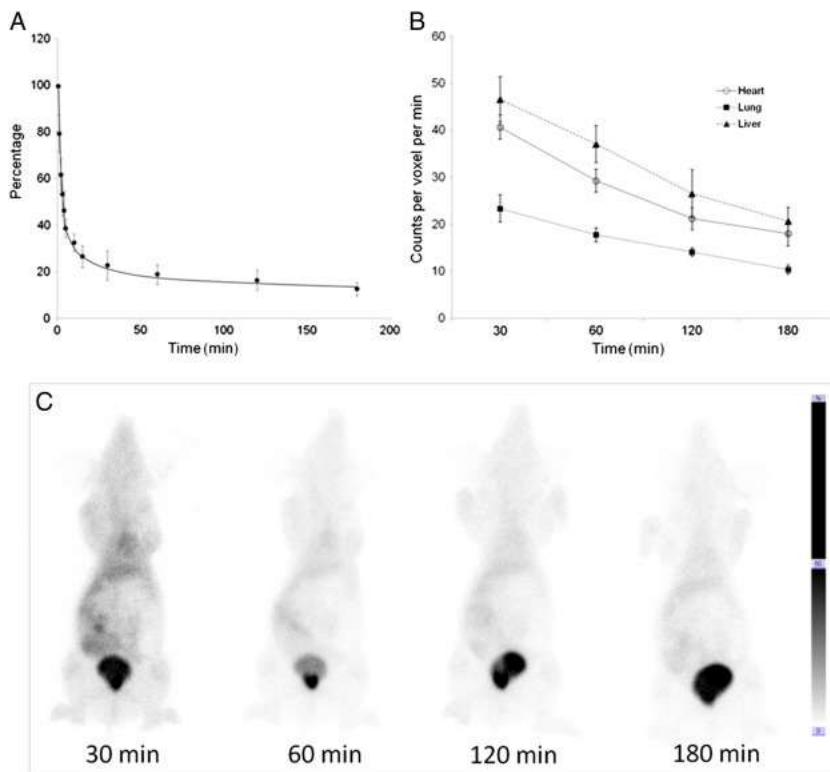 A
120
100
80
60
40
20
0
Percentage
0 50 100 150 200
Time (min)
B
60
50
40
30
20
10
0
Counts per voxel per min
Heart
Lung
Liver
30 60 120 180
Time (min)
C
30 min
60 min
120 min
180 min